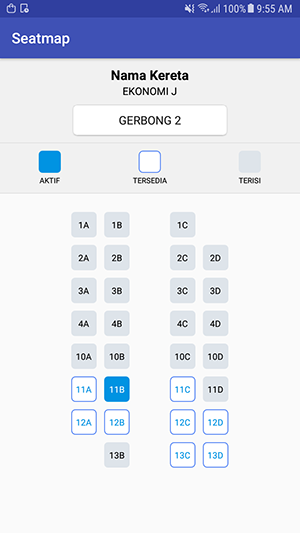 100% 9:55 AM
Seatmap
Nama Kereta
EKONOMI J
GERBONG 2
AKTIF TERSEDIA TERISI
1A 1B 1C
2A 2B 2C 2D
3A 3B 3C 3D
4A 4B 4C 4D
10A 10B 10C 10D
11A 11B 11C 11D
12A 12B 12C 12D
13B 13C 13D